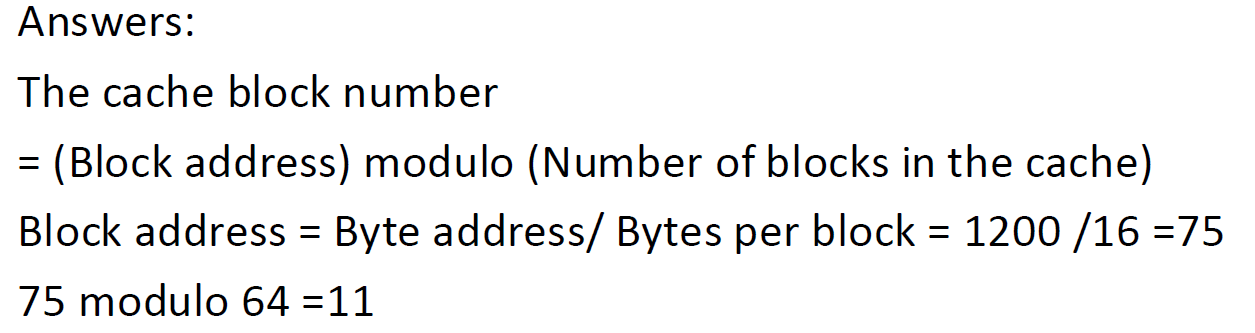 Answers:
The cache block number
= (Block address) modulo (Number of blocks in the cache)
Block address = Byte address/ Bytes per block = 1200 /16 =75
75 modulo 64 =11